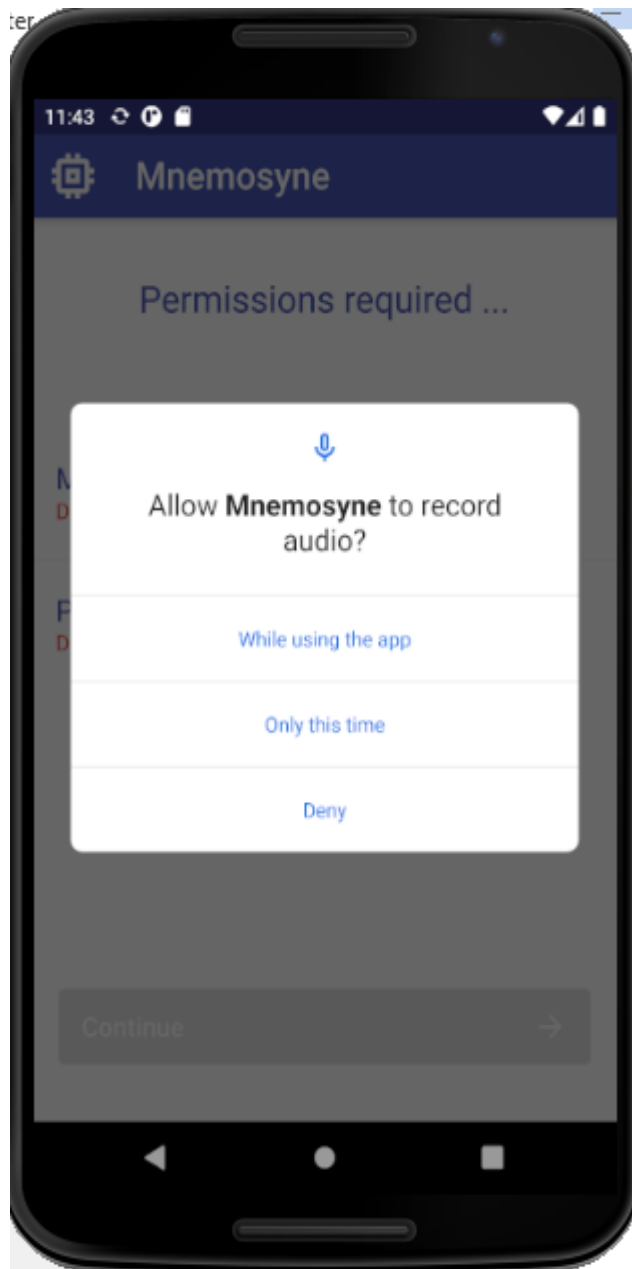 ter
11:43
Mnemosyne
Permissions required ...
M
D
Allow Mnemosyne to record
audio?
P
D
While using the app
Only this time
Deny
Continue